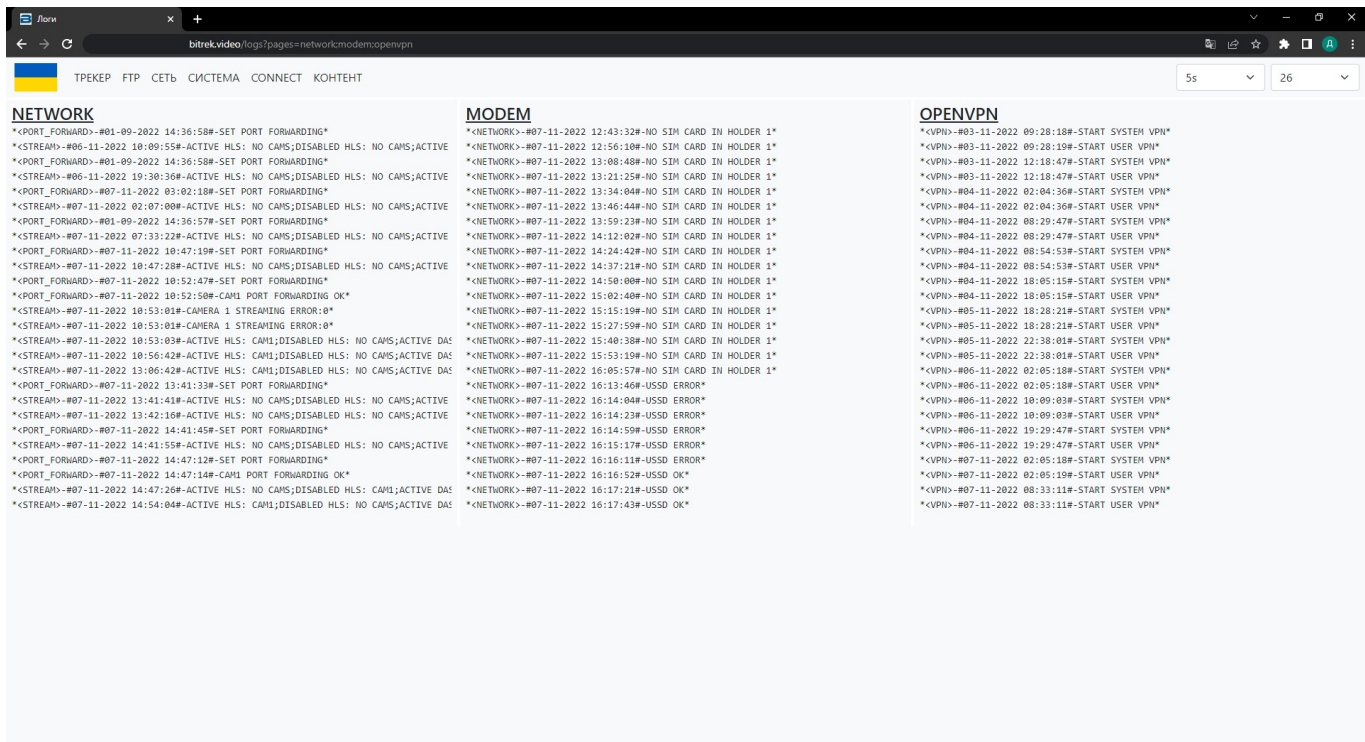 Логи
bitrek.video/logs?pages=network:modem:openvpn
Д
ТРЕКЕР FTP СЕТЬ СИСТЕМА CONNECT КОНТЕНТ
5s
26
NETWORK
*<PORT_FORWARD>-#01-09-2022 14:36:58#-SET PORT FORWARDING*
*<STREAM>-#06-11-2022 10:09:55#-ACTIVE HLS: NO CAMS;DISABLED HLS: NO CAMS;ACTIVE
*<PORT_FORWARD>-#01-09-2022 14:36:58#-SET PORT FORWARDING*
*<STREAM>-#06-11-2022 19:30:36#-ACTIVE HLS: NO CAMS;DISABLED HLS: NO CAMS;ACTIVE
*<PORT_FORWARD>-#07-11-2022 03:02:18#-SET PORT FORWARDING*
*<STREAM>-#07-11-2022 02:07:00#-ACTIVE HLS: NO CAMS;DISABLED HLS: NO CAMS;ACTIVE
*<PORT_FORWARD>-#01-09-2022 14:36:57#-SET PORT FORWARDING*
*<STREAM>-#07-11-2022 07:33:22#-ACTIVE HLS: NO CAMS;DISABLED HLS: NO CAMS;ACTIVE
*<PORT_FORWARD>-#07-11-2022 10:47:19#-SET PORT FORWARDING*
*<STREAM>-#07-11-2022 10:47:28#-ACTIVE HLS: NO CAMS;DISABLED HLS: NO CAMS;ACTIVE
*<PORT_FORWARD>-#07-11-2022 10:52:47#-SET PORT FORWARDING*
*<PORT_FORWARD>-#07-11-2022 10:52:50#-CAM1 PORT FORWARDING OK*
*<STREAM>-#07-11-2022 10:53:01#-CAMERA 1 STREAMING ERROR:0*
*<STREAM>-#07-11-2022 10:53:01#-CAMERA 1 STREAMING ERROR:0*
*<STREAM>-#07-11-2022 10:53:03#-ACTIVE HLS: CAM1;DISABLED HLS: NO CAMS;ACTIVE DAS
*<STREAM>-#07-11-2022 10:56:42#-ACTIVE HLS: CAM1;DISABLED HLS: NO CAMS;ACTIVE DAS
*<STREAM>-#07-11-2022 13:06:42#-ACTIVE HLS: CAM1;DISABLED HLS: NO CAMS;ACTIVE DAS
*<PORT_FORWARD>-#07-11-2022 13:41:33#-SET PORT FORWARDING*
*<STREAM>-#07-11-2022 13:41:41#-ACTIVE HLS: NO CAMS;DISABLED HLS: NO CAMS;ACTIVE
*<STREAM>-#07-11-2022 13:42:16#-ACTIVE HLS: NO CAMS;DISABLED HLS: NO CAMS;ACTIVE
*<PORT_FORWARD>-#07-11-2022 14:41:45#-SET PORT FORWARDING*
*<STREAM>-#07-11-2022 14:41:55#-ACTIVE HLS: NO CAMS;DISABLED HLS: NO CAMS;ACTIVE
*<PORT_FORWARD>-#07-11-2022 14:47:12#-SET PORT FORWARDING*
*<PORT_FORWARD>-#07-11-2022 14:47:14#-CAM1 PORT FORWARDING OK*
*<STREAM>-#07-11-2022 14:47:26#-ACTIVE HLS: NO CAMS;DISABLED HLS: CAM1;ACTIVE DAS
*<STREAM>-#07-11-2022 14:54:04#-ACTIVE HLS: CAM1;DISABLED HLS: NO CAMS;ACTIVE DAS
MODEM
*<NETWORK>-#07-11-2022 12:43:32#-NO SIM CARD IN HOLDER 1*
*<NETWORK>-#07-11-2022 12:56:10#-NO SIM CARD IN HOLDER 1*
*<NETWORK>-#07-11-2022 13:08:48#-NO SIM CARD IN HOLDER 1*
*<NETWORK>-#07-11-2022 13:21:25#-NO SIM CARD IN HOLDER 1*
*<NETWORK>-#07-11-2022 13:34:04#-NO SIM CARD IN HOLDER 1*
*<NETWORK>-#07-11-2022 13:46:44#-NO SIM CARD IN HOLDER 1*
*<NETWORK>-#07-11-2022 13:59:23#-NO SIM CARD IN HOLDER 1*
*<NETWORK>-#07-11-2022 14:12:02#-NO SIM CARD IN HOLDER 1*
*<NETWORK>-#07-11-2022 14:24:42#-NO SIM CARD IN HOLDER 1*
*<NETWORK>-#07-11-2022 14:37:21#-NO SIM CARD IN HOLDER 1*
*<NETWORK>-#07-11-2022 14:50:00#-NO SIM CARD IN HOLDER 1*
*<NETWORK>-#07-11-2022 15:02:40#-NO SIM CARD IN HOLDER 1*
*<NETWORK>-#07-11-2022 15:15:19#-NO SIM CARD IN HOLDER 1*
*<NETWORK>-#07-11-2022 15:27:59#-NO SIM CARD IN HOLDER 1*
*<NETWORK>-#07-11-2022 15:40:38#-NO SIM CARD IN HOLDER 1*
*<NETWORK>-#07-11-2022 15:53:19#-NO SIM CARD IN HOLDER 1*
*<NETWORK>-#07-11-2022 16:05:57#-NO SIM CARD IN HOLDER 1*
*<NETWORK>-#07-11-2022 16:13:46#-USSD ERROR*
*<NETWORK>-#07-11-2022 16:14:04#-USSD ERROR*
*<NETWORK>-#07-11-2022 16:14:23#-USSD ERROR*
*<NETWORK>-#07-11-2022 16:14:59#-USSD ERROR*
*<NETWORK>-#07-11-2022 16:15:17#-USSD ERROR*
*<NETWORK>-#07-11-2022 16:16:11#-USSD ERROR*
*<NETWORK>-#07-11-2022 16:16:52#-USSD OK*
*<NETWORK>-#07-11-2022 16:17:21#-USSD OK*
*<NETWORK>-#07-11-2022 16:17:43#-USSD OK*
OPENVPN
*<VPN>-#03-11-2022 09:28:18#-START SYSTEM VPN*
*<VPN>-#03-11-2022 09:28:19#-START USER VPN*
*<VPN>-#03-11-2022 12:18:47#-START SYSTEM VPN*
*<VPN>-#03-11-2022 12:18:47#-START USER VPN*
*<VPN>-#04-11-2022 02:04:36#-START SYSTEM VPN*
*<VPN>-#04-11-2022 02:04:36#-START USER VPN*
*<VPN>-#04-11-2022 08:29:47#-START SYSTEM VPN*
*<VPN>-#04-11-2022 08:29:47#-START USER VPN*
*<VPN>-#04-11-2022 08:54:53#-START SYSTEM VPN*
*<VPN>-#04-11-2022 08:54:53#-START USER VPN*
*<VPN>-#04-11-2022 18:05:15#-START SYSTEM VPN*
*<VPN>-#04-11-2022 18:05:15#-START USER VPN*
*<VPN>-#05-11-2022 18:28:21#-START SYSTEM VPN*
*<VPN>-#05-11-2022 18:28:21#-START USER VPN*
*<VPN>-#05-11-2022 22:38:01#-START SYSTEM VPN*
*<VPN>-#05-11-2022 22:38:01#-START USER VPN*
*<VPN>-#06-11-2022 02:05:18#-START SYSTEM VPN*
*<VPN>-#06-11-2022 02:05:18#-START USER VPN*
*<VPN>-#06-11-2022 10:09:03#-START SYSTEM VPN*
*<VPN>-#06-11-2022 10:09:03#-START USER VPN*
*<VPN>-#06-11-2022 19:29:47#-START SYSTEM VPN*
*<VPN>-#06-11-2022 19:29:47#-START USER VPN*
*<VPN>-#07-11-2022 02:05:18#-START SYSTEM VPN*
*<VPN>-#07-11-2022 02:05:19#-START USER VPN*
*<VPN>-#07-11-2022 08:33:11#-START SYSTEM VPN*
*<VPN>-#07-11-2022 08:33:11#-START USER VPN*